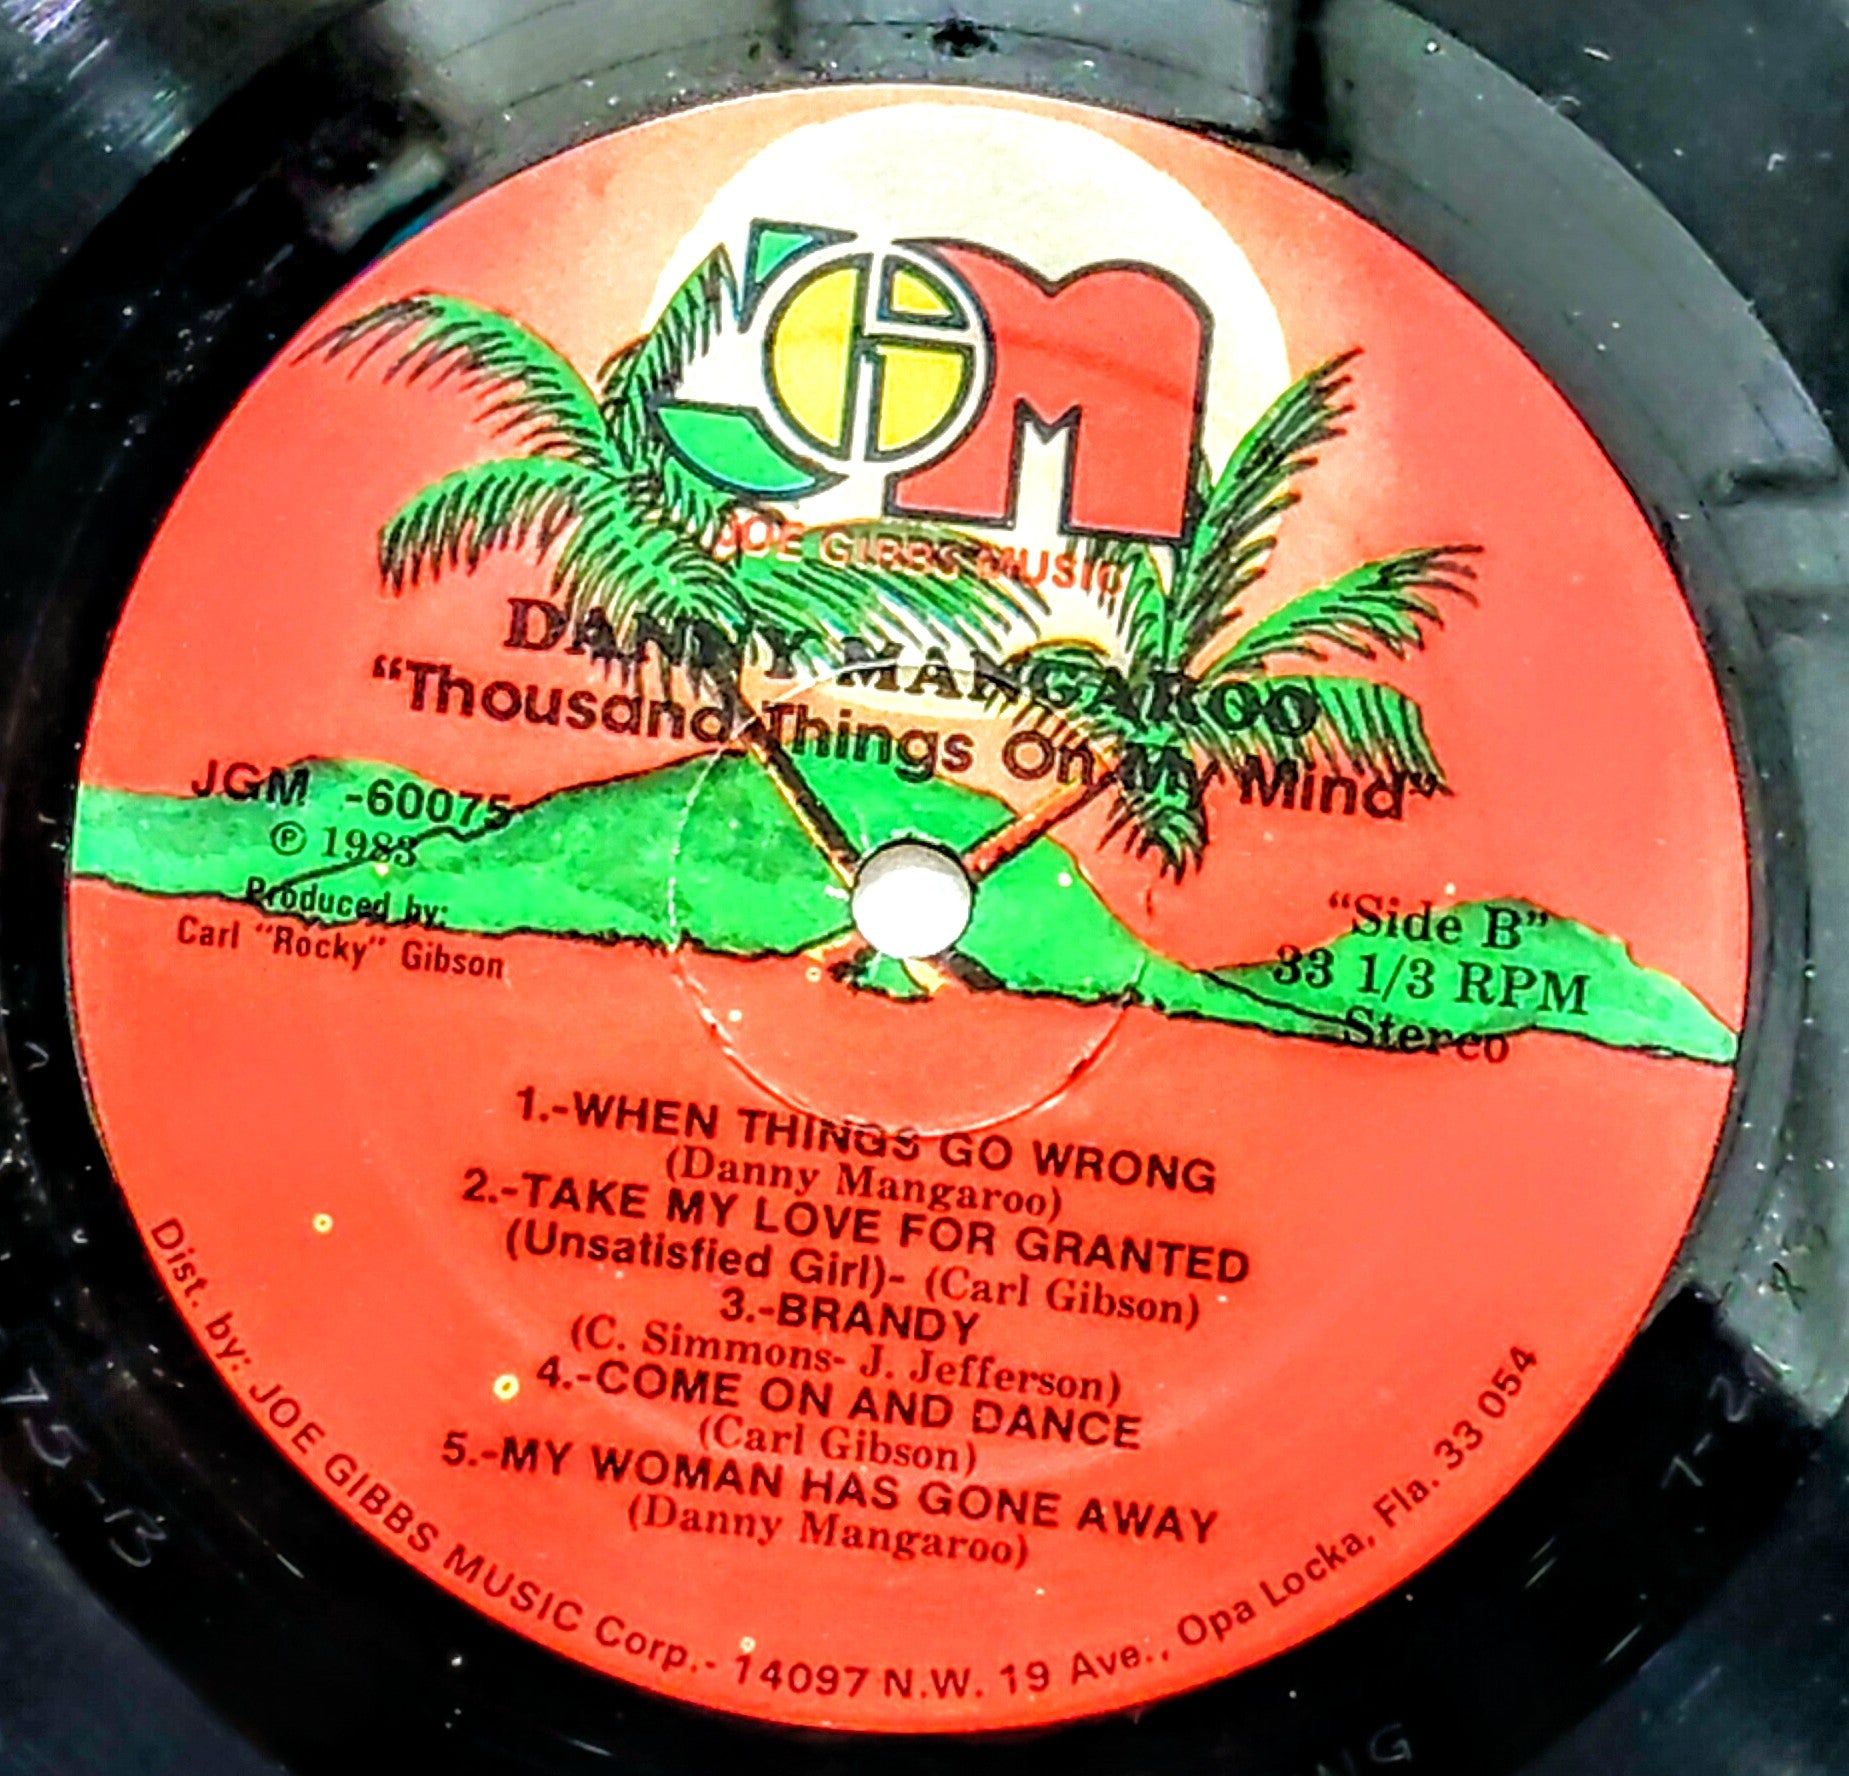 JGM
JOE GIBBS MUSIC
DANNY MANGAROO
"Thousand Things On My Mind"
JGM -60075
Ⓟ 1983
Produced by:
Carl "Rocky" Gibson
"Side B"
33 1/3 RPM
Stereo
1.-WHEN THINGS GO WRONG
(Danny Mangaroo)
2.-TAKE MY LOVE FOR GRANTED
(Unsatisfied Girl)- (Carl Gibson)
3.-BRANDY
(C. Simmons- J. Jefferson)
4.-COME ON AND DANCE
(Carl Gibson)
5.-MY WOMAN HAS GONE AWAY
(Danny Mangaroo)
Dist. by: JOE GIBBS MUSIC Corp.- 14097 N.W. 19 Ave., Opa Locka, Fla. 33 054
75-B